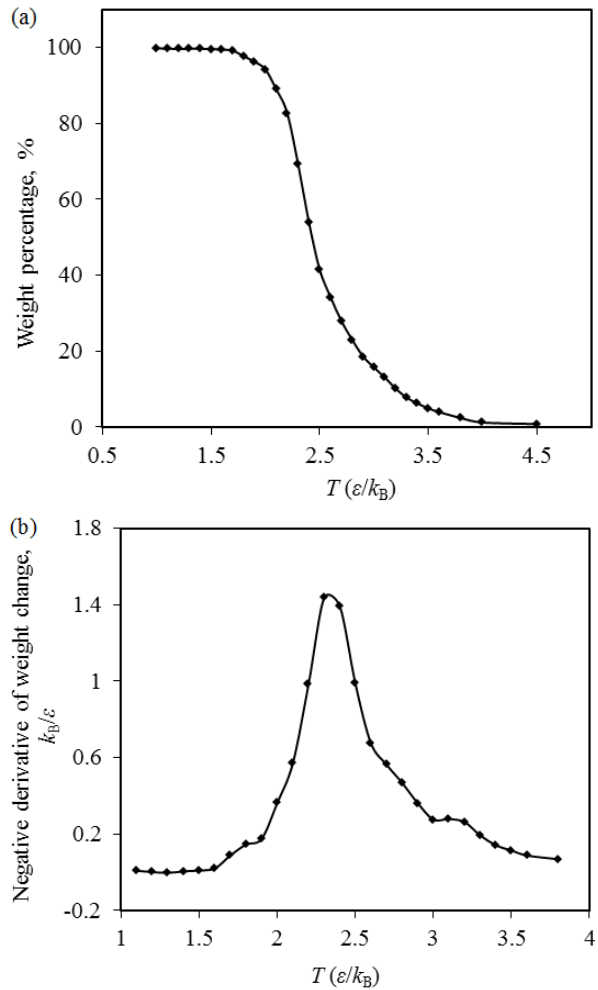 (a)
100
80
60
40
20
0
Weight percentage, %
0.5 1.5 2.5 3.5 4.5
T (ε/kB)
(b)
1.8
1.4
1
0.6
0.2
-0.2
Negative derivative of weight change,
kB/ε
1 1.5 2 2.5 3 3.5 4
T (ε/kB)